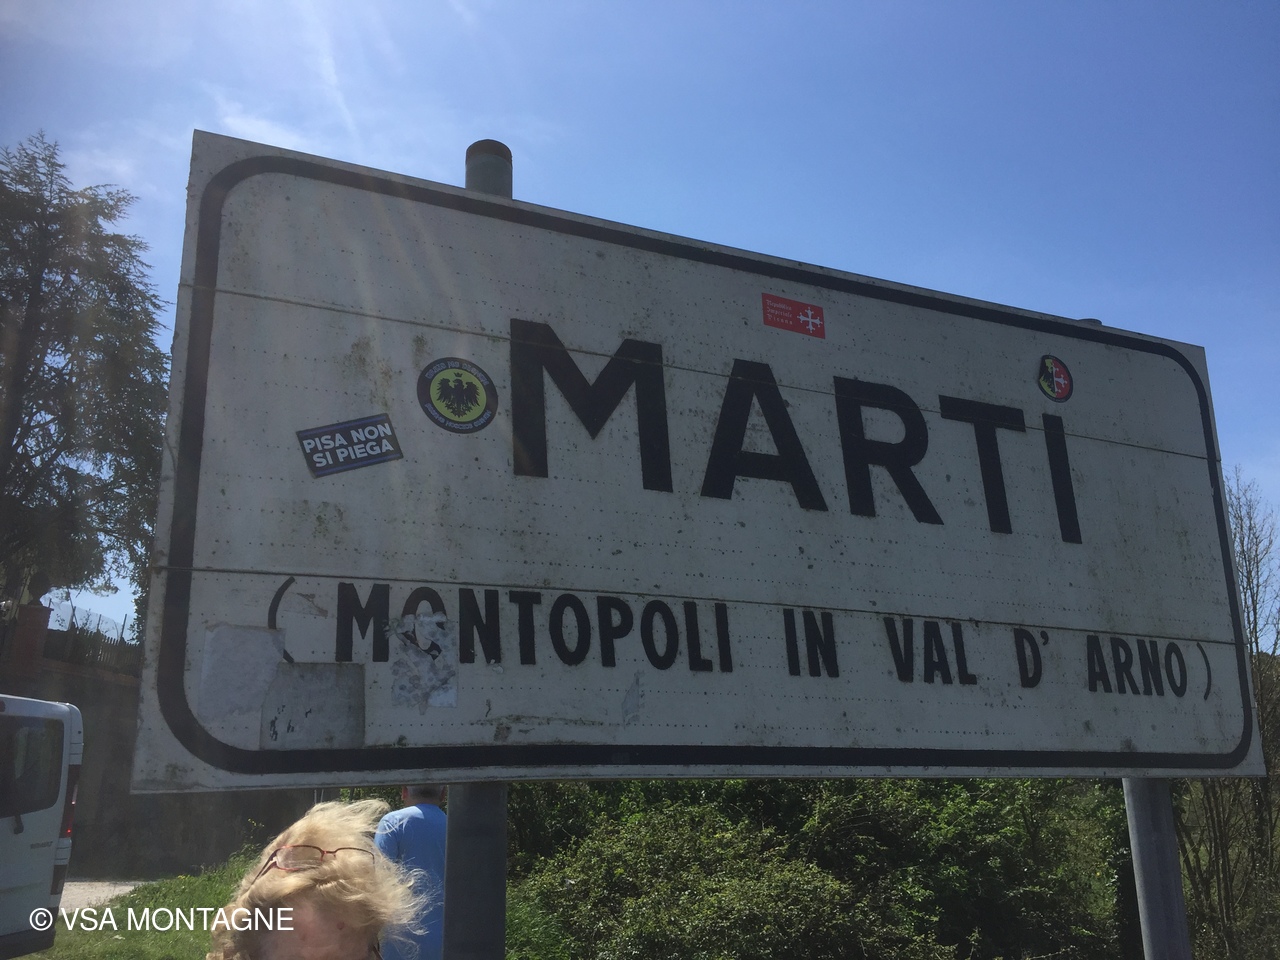 MARTI
PISA NON
SI PIEGA
( MONTOPOLI IN VAL D' ARNO )
© VSA MONTAGNE